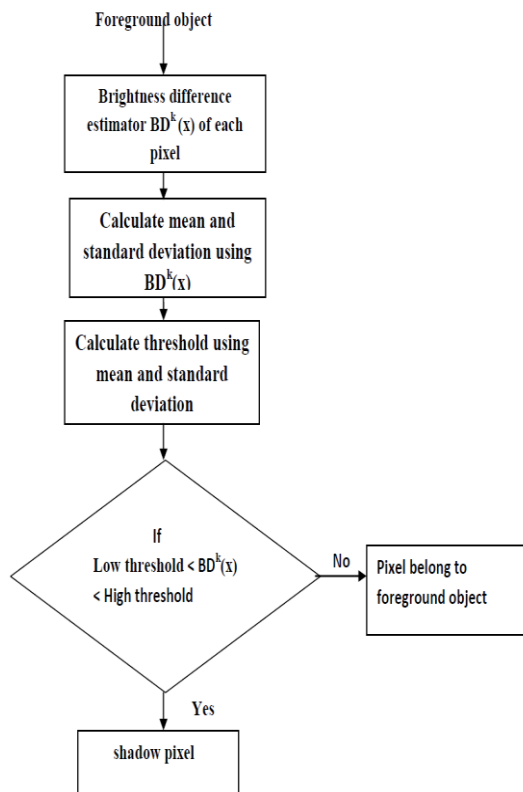 Foreground object
Brightness difference
estimator BD^k(x) of each
pixel
Calculate mean and
standard deviation using
BD^k(x)
Calculate threshold using
mean and standard
deviation
If
Low threshold < BD^k(x)
< High threshold
No
Pixel belong to
foreground object
Yes
shadow pixel